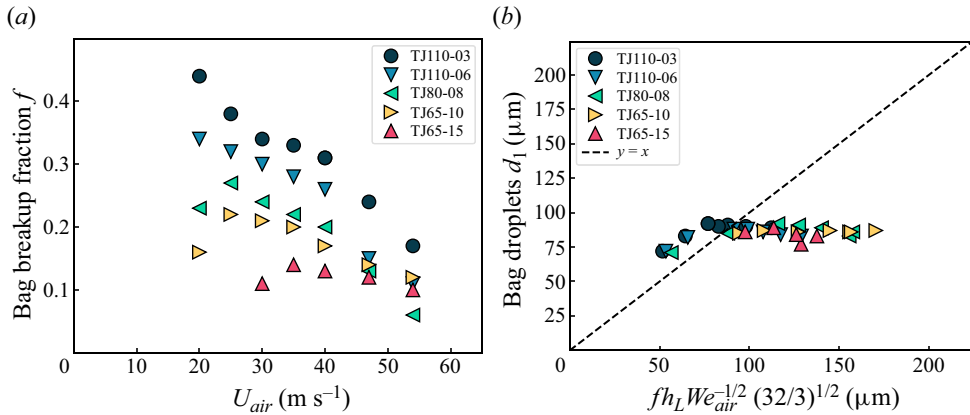 (a)
Bag breakup fraction f
0.4
0.3
0.2
0.1
0
10
20
30
40
50
60
U_air (m s⁻¹)
TJ110-03
TJ110-06
TJ80-08
TJ65-10
TJ65-15
(b)
Bag droplets d₁ (μm)
200
175
150
125
100
75
50
25
0
50
100
150
200
fh_L We_air^{−1/2} (32/3)^{1/2} (μm)
TJ110-03
TJ110-06
TJ80-08
TJ65-10
TJ65-15
y = x